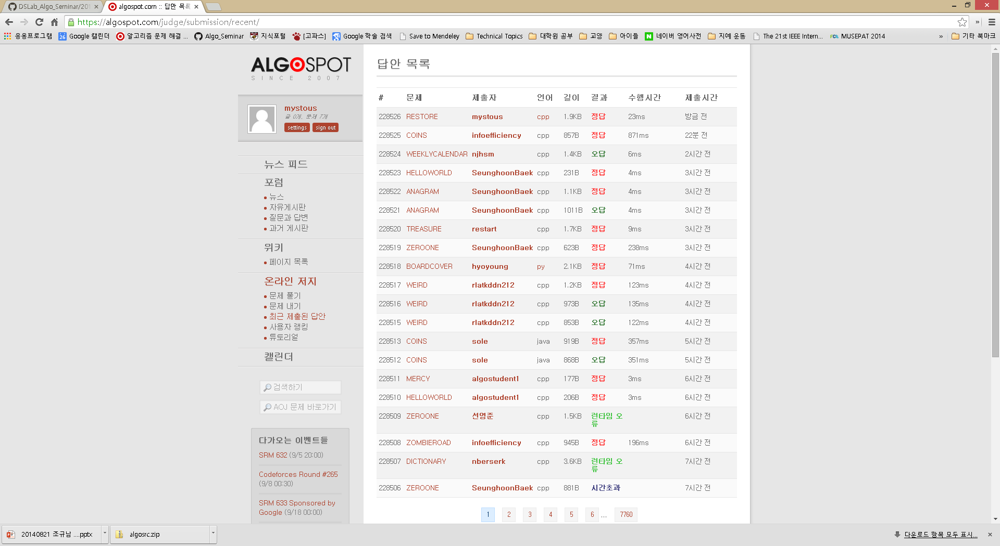 DSLab_Algo_Seminar/201
algospot.com :: 답안 목록
https://algospot.com/judge/submission/recent/
응용프로그램 Google 캘린더 알고리즘 문제 해결 ... Algo_Seminar 지식포털 [고파스] Google 학술 검색 Save to Mendeley Technical Topics 대학원 공부 교양 아이들 네이버 영어사전 지예 운동 The 21st IEEE Intern... MUSEPAT 2014 » 기타 북마크
ALGOSPOT
SINCE 2007
mystous
글 0개, 문제 7개
settings sign out
뉴스 피드
포럼
뉴스
자유게시판
질문과 답변
과거 게시판
위키
페이지 목록
온라인 저지
문제 풀기
문제 내기
최근 제출된 답안
사용자 랭킹
튜토리얼
캘린더
검색하기
AOJ 문제 바로가기
다가오는 이벤트들
SRM 632 (9/5 20:00)
Codeforces Round #265
(9/8 00:30)
SRM 633 Sponsored by
Google (9/18 00:00)
답안 목록
# 문제 제출자 언어 길이 결과 수행시간 제출시간
228526 RESTORE mystous cpp 1.9KB 정답 23ms 방금 전
228525 COINS infoefficiency cpp 857B 정답 871ms 22분 전
228524 WEEKLYCALENDAR njhsm cpp 1.4KB 오답 6ms 2시간 전
228523 HELLOWORLD SeunghoonBaek cpp 231B 정답 4ms 3시간 전
228522 ANAGRAM SeunghoonBaek cpp 1.1KB 정답 4ms 3시간 전
228521 ANAGRAM SeunghoonBaek cpp 1011B 오답 4ms 3시간 전
228520 TREASURE restart cpp 1.7KB 정답 9ms 3시간 전
228519 ZEROONE SeunghoonBaek cpp 623B 정답 238ms 3시간 전
228518 BOARDCOVER hyoyoung py 2.1KB 정답 71ms 4시간 전
228517 WEIRD rlatkddn212 cpp 1.2KB 정답 123ms 4시간 전
228516 WEIRD rlatkddn212 cpp 973B 오답 135ms 4시간 전
228515 WEIRD rlatkddn212 cpp 853B 오답 122ms 4시간 전
228513 COINS sole java 919B 정답 357ms 5시간 전
228512 COINS sole java 868B 오답 351ms 5시간 전
228511 MERCY algostudent1 cpp 177B 정답 3ms 6시간 전
228510 HELLOWORLD algostudent1 cpp 206B 정답 3ms 6시간 전
228509 ZEROONE 선명준 cpp 1.5KB 런타임 오류 6시간 전
228508 ZOMBIEROAD infoefficiency cpp 945B 정답 196ms 6시간 전
228507 DICTIONARY nberserk cpp 3.6KB 런타임 오류 7시간 전
228506 ZEROONE SeunghoonBaek cpp 881B 시간초과 7시간 전
1 2 3 4 5 6 ... 7760
20140821 조규남 ....pptx
algosrc.zip
다운로드 항목 모두 표시...